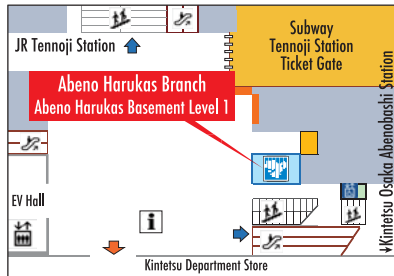 JR Tennoji Station
Subway
Tennoji Station
Ticket Gate
Abeno Harukas Branch
Abeno Harukas Basement Level 1
Kintetsu Osaka Abenobashi Station
EV Hall
i
Kintetsu Department Store